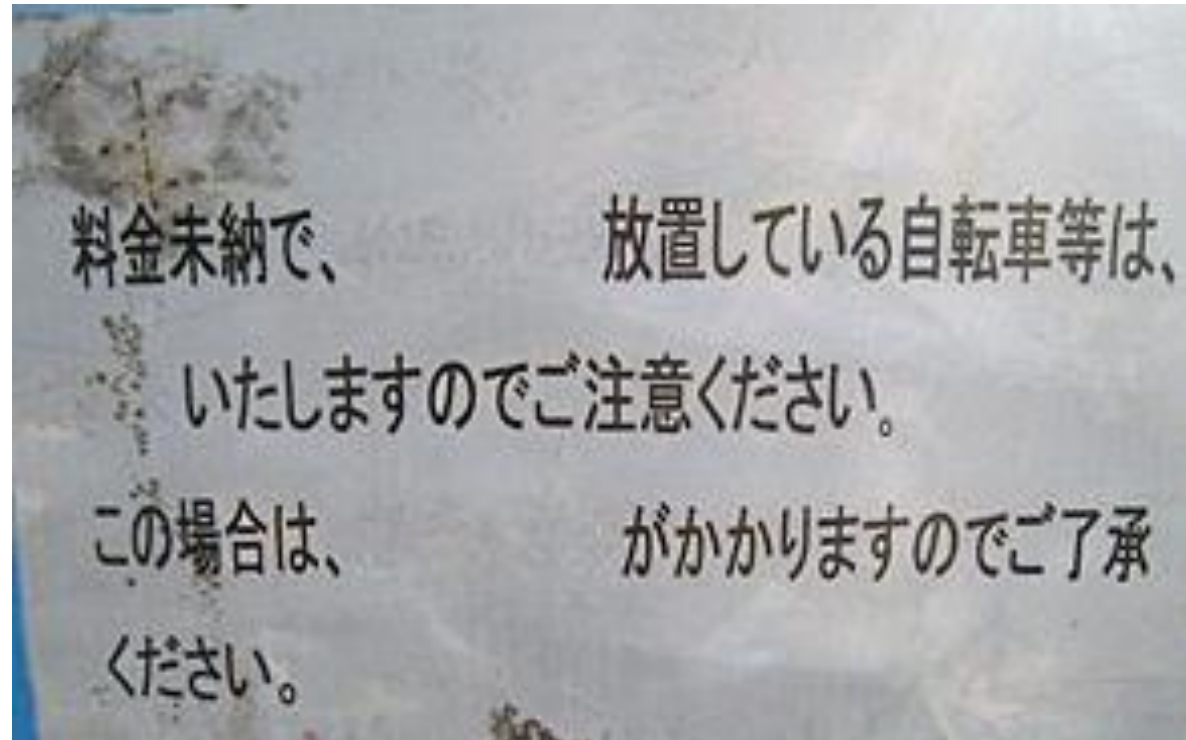 料金未納で、 放置している自転車等は、
いたしますのでご注意ください。
この場合は、 がかかりますのでご了承
ください。